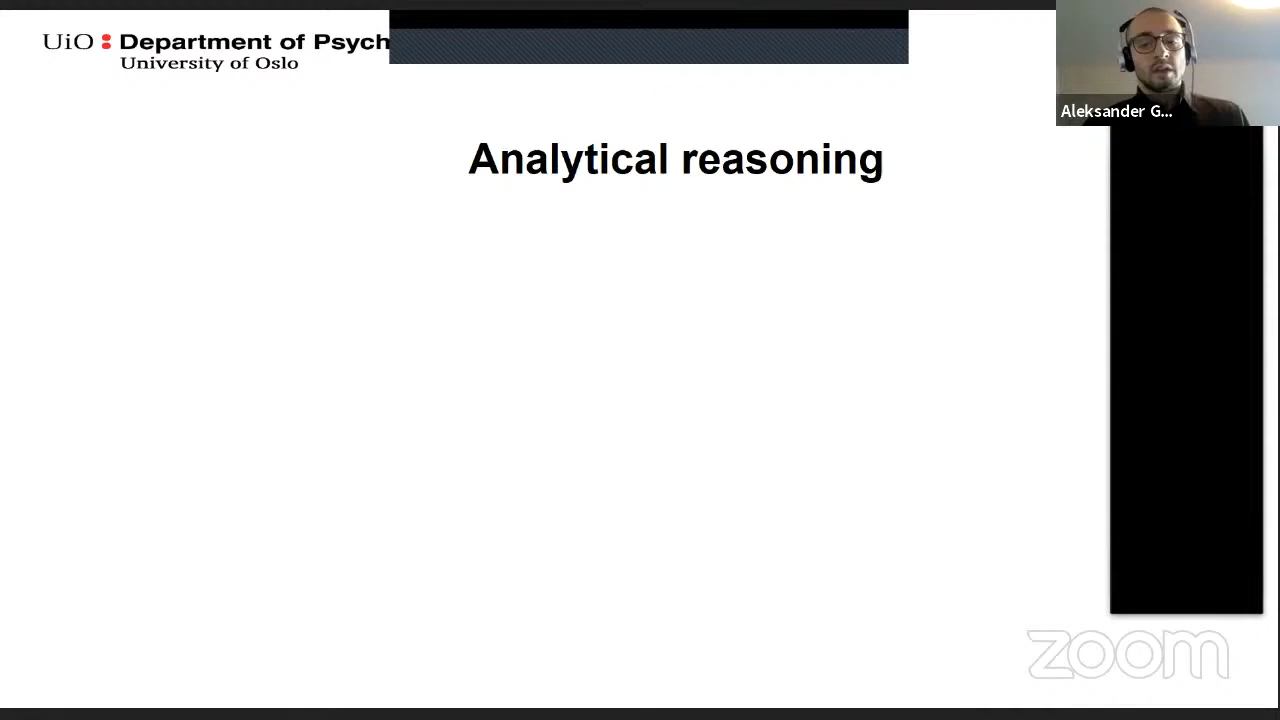 UiO : Department of Psych
University of Oslo
Aleksander G...
Analytical reasoning
zoom